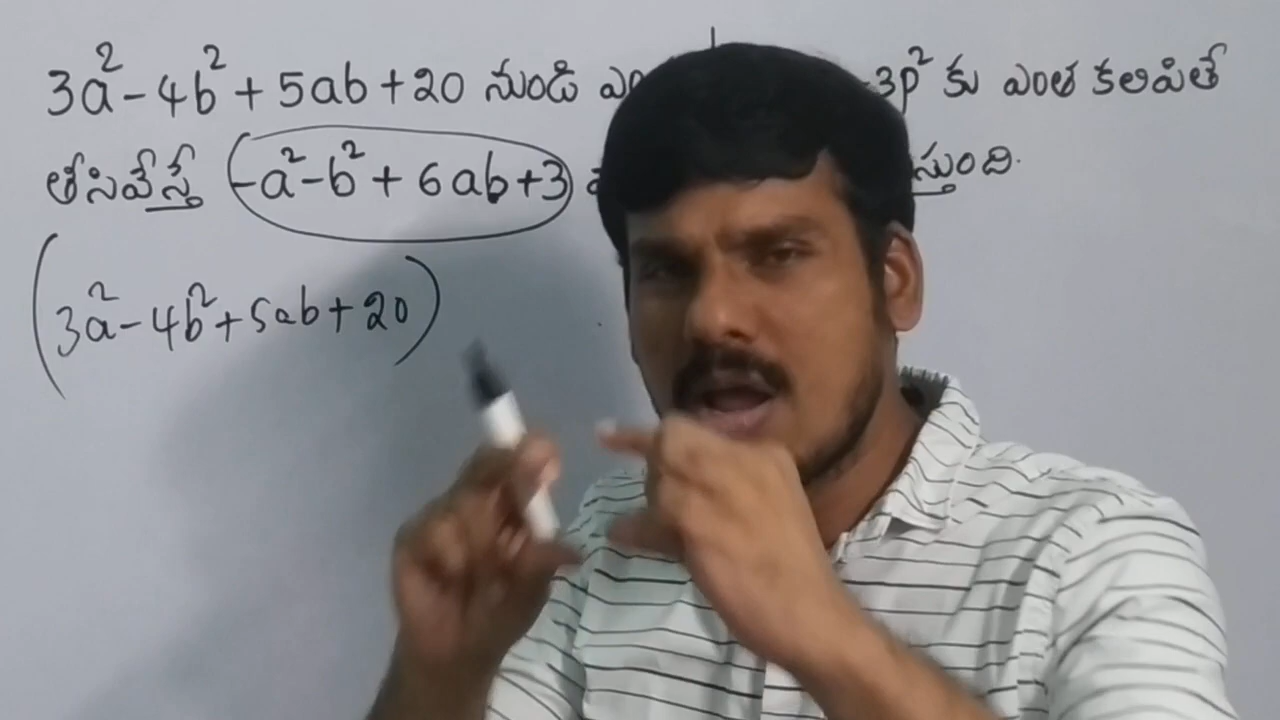 3a² - 4b² + 5ab + 20 నుండి -3p² కు ఎంత కలిపితే
తీసివేస్తే -a² - b² + 6ab + 3
(3a² - 4b² + 5ab + 20)